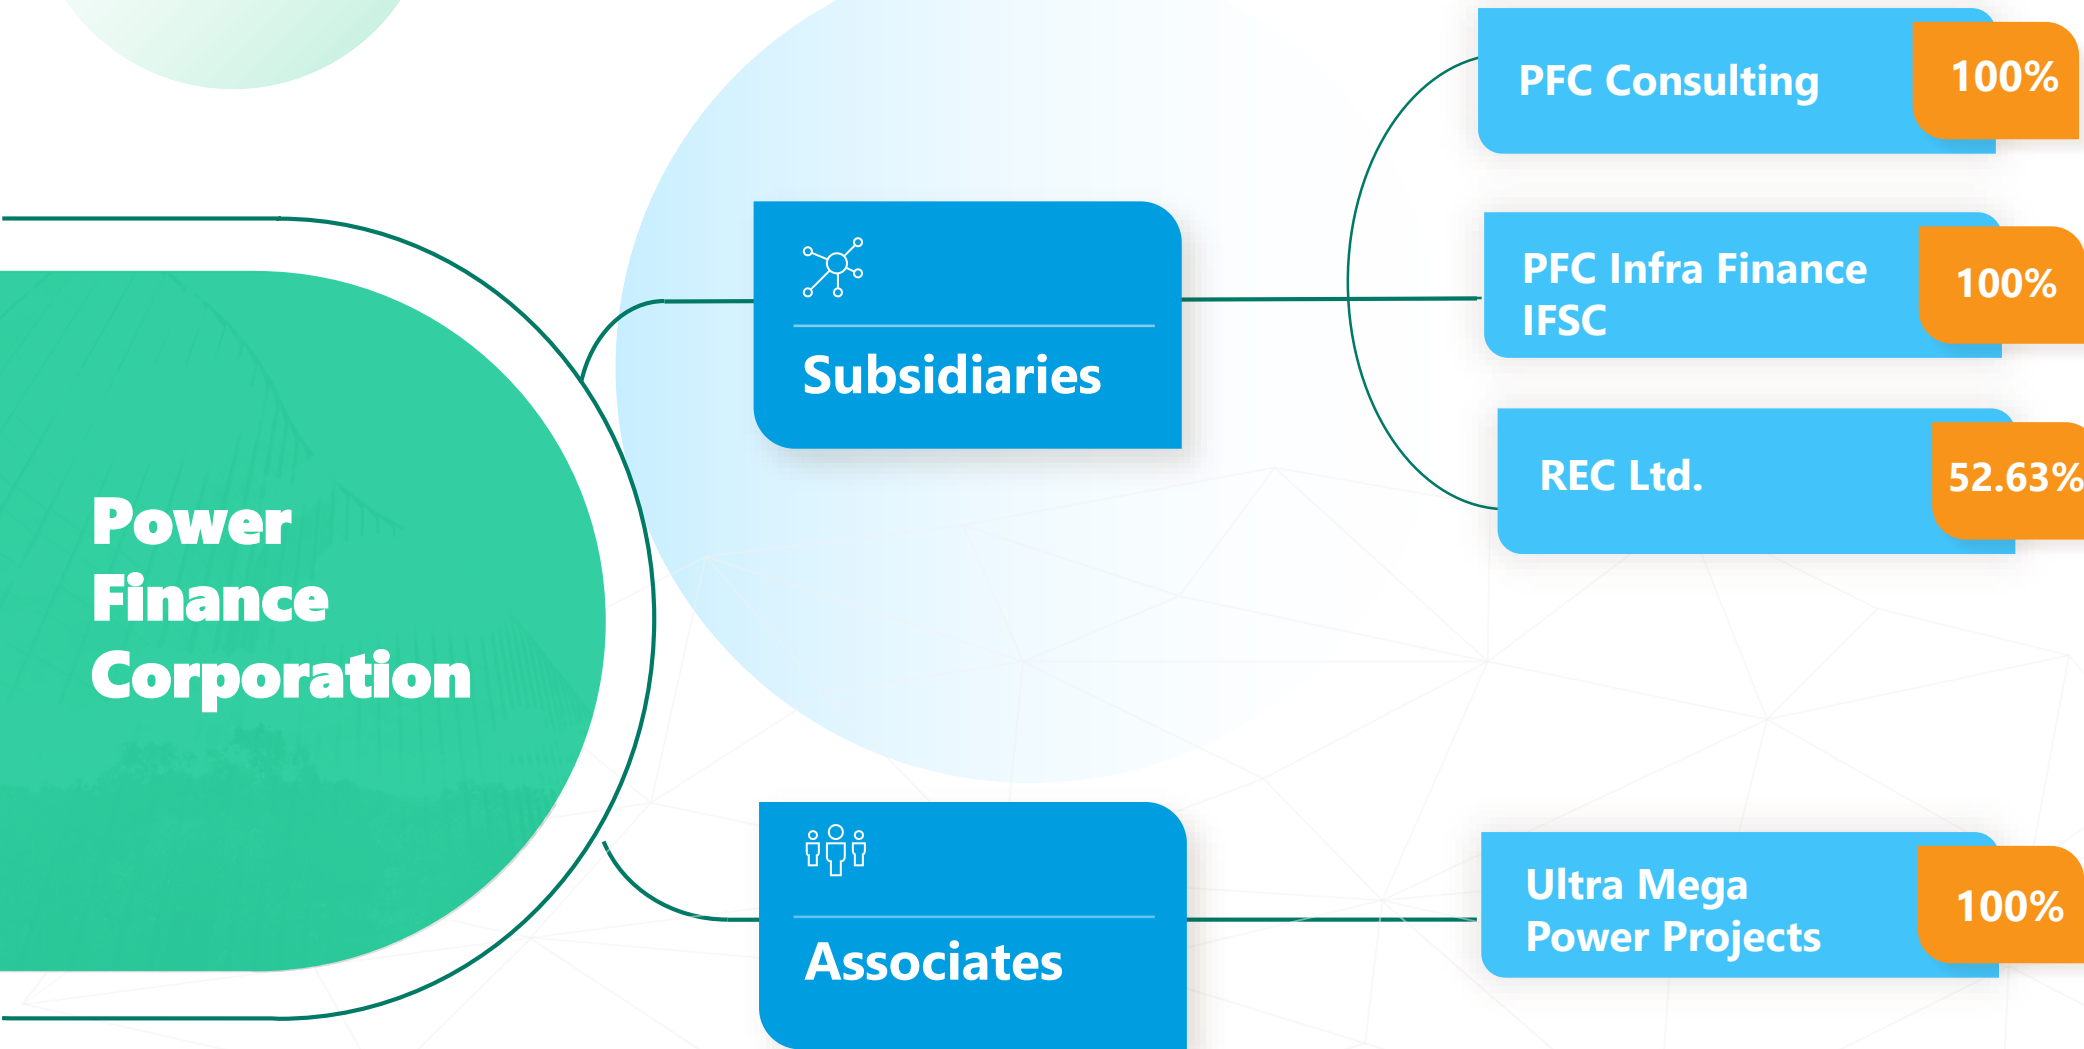 Power
Finance
Corporation
Subsidiaries
PFC Consulting
100%
PFC Infra Finance
IFSC
100%
REC Ltd.
52.63%
Associates
Ultra Mega
Power Projects
100%